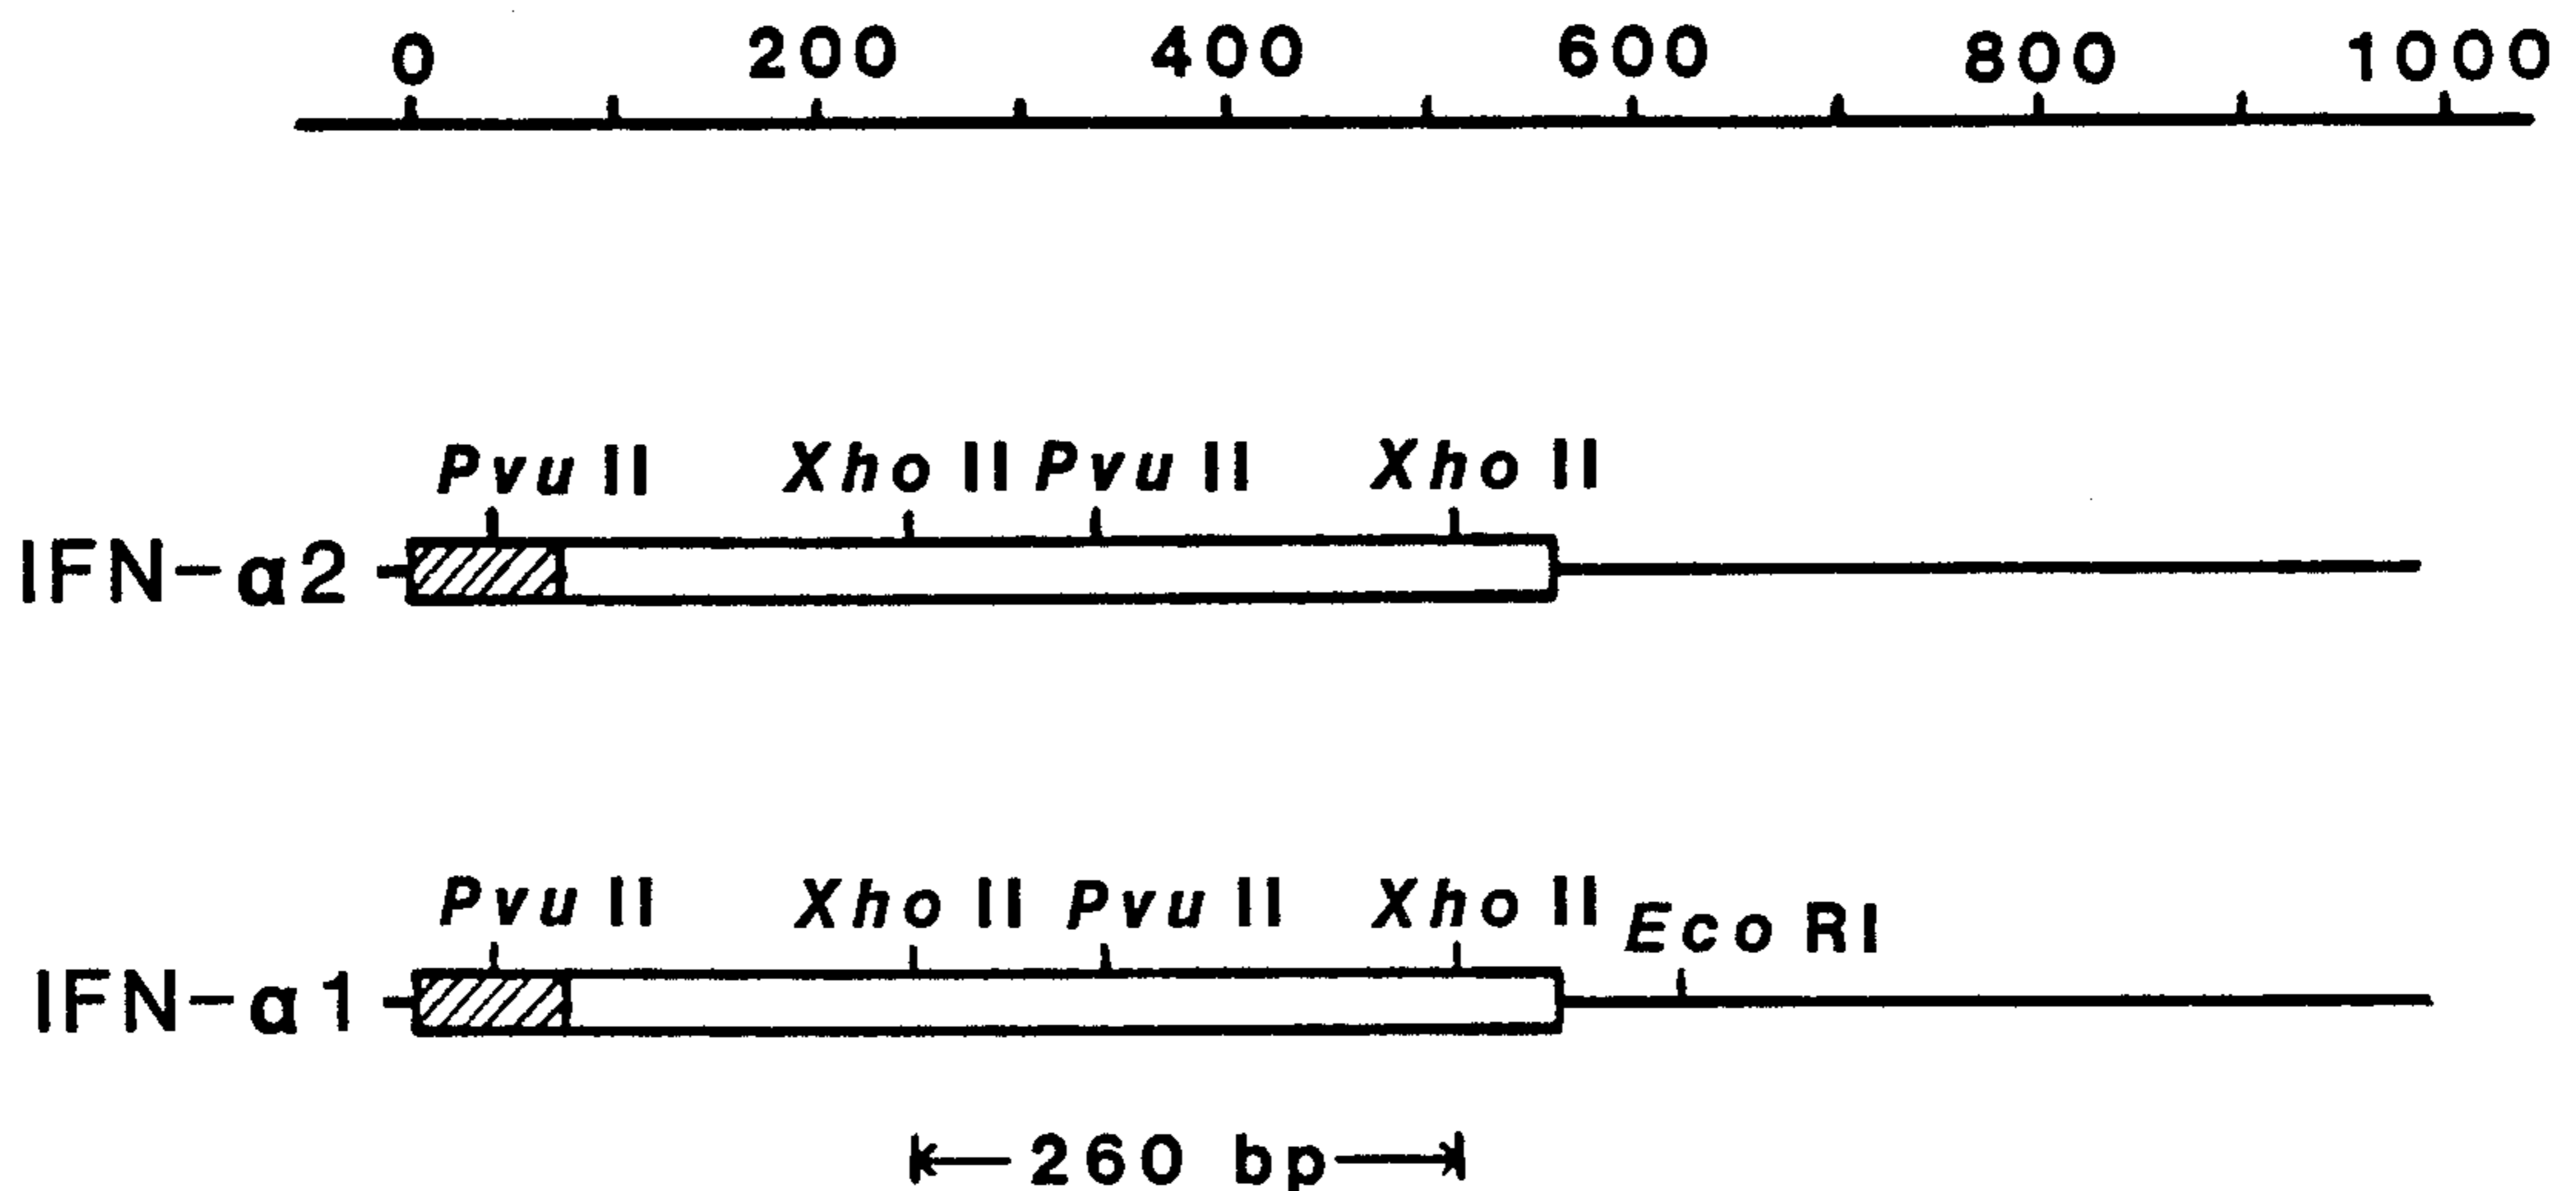 0 200 400 600 800 1000
Pvu II Xho II Pvu II Xho II
IFN-α2
Pvu II Xho II Pvu II Xho II Eco RI
IFN-α1
260 bp